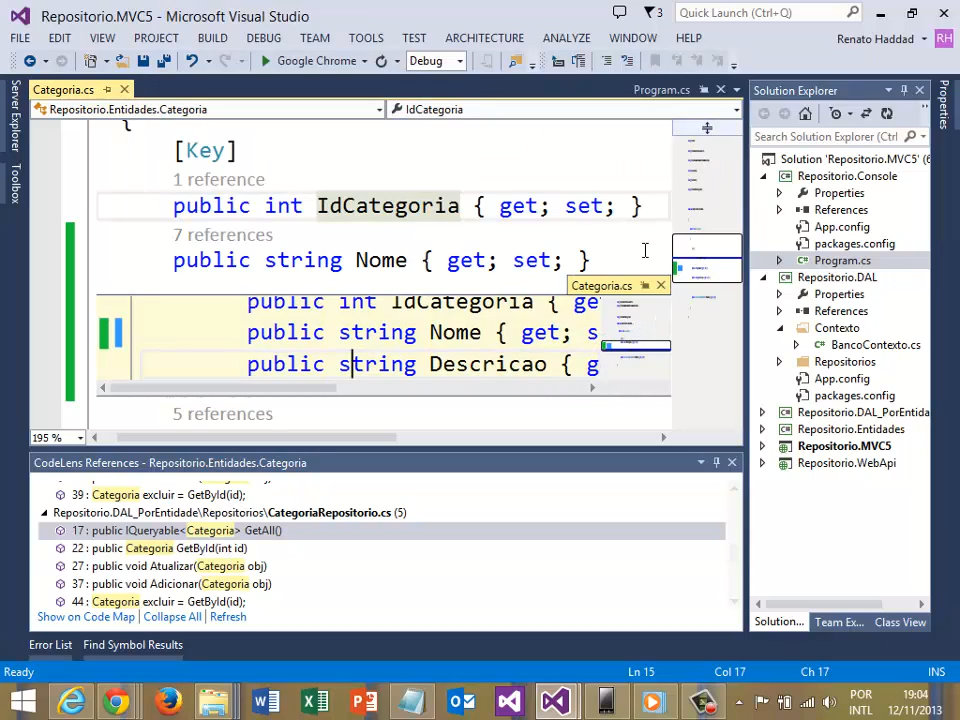 Repositorio.MVC5 - Microsoft Visual Studio
3
Quick Launch (Ctrl+Q)
FILE EDIT VIEW PROJECT BUILD DEBUG TEAM TOOLS TEST ARCHITECTURE ANALYZE WINDOW HELP
Renato Haddad RH
Google Chrome Debug
Server Explorer
Toolbox
Categoria.cs Program.cs
Repositorio.Entidades.Categoria IdCategoria
{
[Key]
1 reference
public int IdCategoria { get; set; }
7 references
public string Nome { get; set; }
Categoria.cs
public int IdCategoria { ge
public string Nome { get; s
public string Descricao { g
5 references
195 %
CodeLens References - Repositorio.Entidades.Categoria
39 : Categoria excluir = GetById(id);
Repositorio.DAL_PorEntidade\Repositorios\CategoriaRepositorio.cs (5)
17 : public IQueryable<Categoria> GetAll()
22 : public Categoria GetById(int id)
27 : public void Atualizar(Categoria obj)
37 : public void Adicionar(Categoria obj)
44 : Categoria excluir = GetById(id);
Show on Code Map Collapse All Refresh
Error List Find Symbol Results
Solution Explorer
Search Solution Explorer (
Solution 'Repositorio.MVC5' (6
Repositorio.Console
Properties
References
App.config
packages.config
Program.cs
Repositorio.DAL
Properties
References
Contexto
BancoContexto.cs
Repositorios
App.config
packages.config
Repositorio.DAL_PorEntida
Repositorio.Entidades
Repositorio.MVC5
Repositorio.WebApi
Solution... Team Ex... Class View
Properties
Ready Ln 15 Col 17 Ch 17 INS
POR
INTL
19:04
12/11/2013